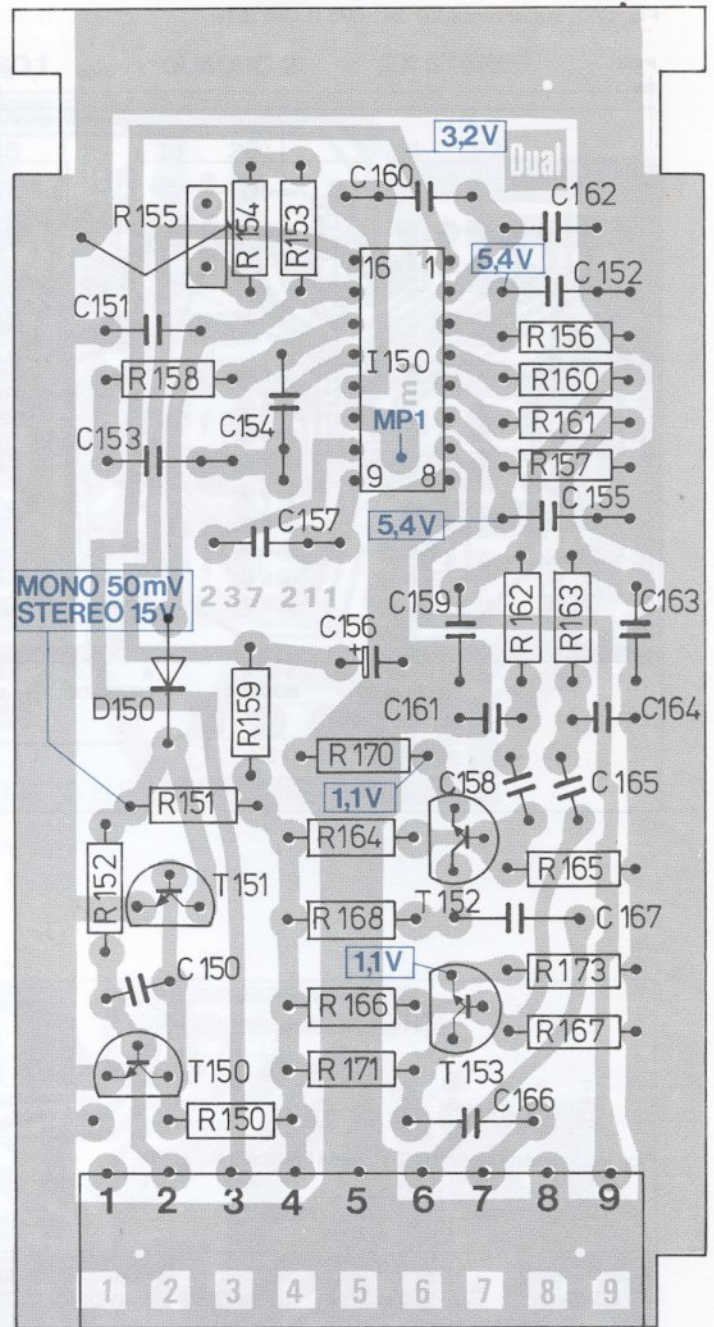 3,2V
Dual
C160
C162
R155
R154
R153
5,4V
C152
16 1
C151
R156
I150
R158
R160
m
C154
MP1
R161
C153
R157
9 8
C155
5,4V
C157
MONO 50mV
STEREO 15V
237 211
C159
R162
R163
C163
C156
+
D150
R159
C161
C164
R170
C158
C165
1,1V
R151
R152
R164
T151
R165
R168
T152
C167
1,1V
C150
R173
R166
R167
T150
R171
T153
C166
R150
1 2 3 4 5 6 7 8 9
1 2 3 4 5 6 7 8 9